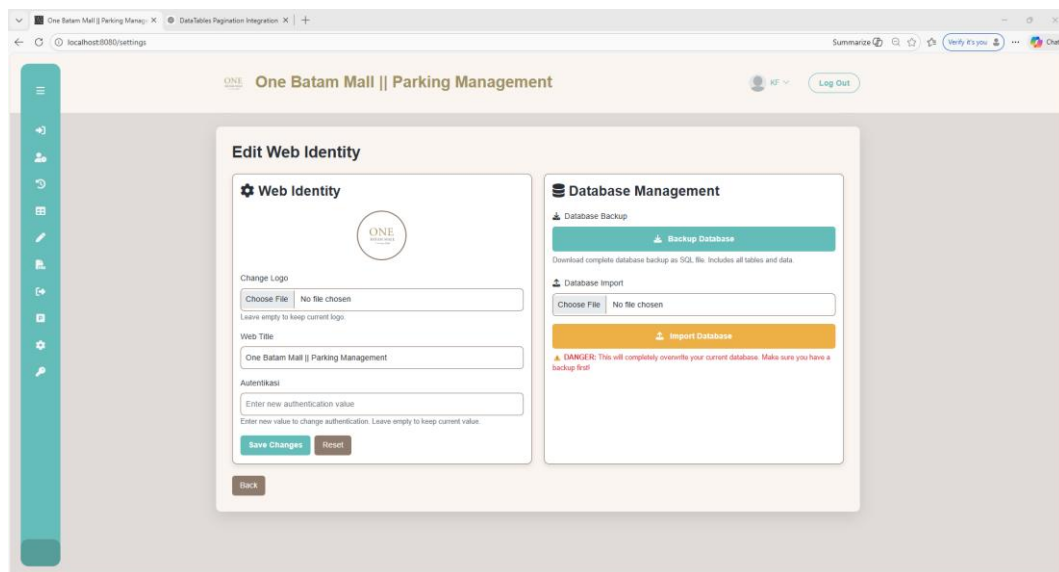 One Batam Mall || Parking Manag
DataTables Pagination Integration
localhost:8080/settings
Summarize
Verify it's you
Chat
ONE
One Batam Mall || Parking Management
KF
Log Out
Edit Web Identity
Web Identity
ONE
BATAM MALL
Change Logo
Choose File No file chosen
Leave empty to keep current logo.
Web Title
One Batam Mall || Parking Management
Autentikasi
Enter new authentication value
Enter new value to change authentication. Leave empty to keep current value.
Save Changes Reset
Database Management
Database Backup
Backup Database
Download complete database backup as SQL file. Includes all tables and data.
Database Import
Choose File No file chosen
Import Database
DANGER: This will completely overwrite your current database. Make sure you have a
backup first!
Back